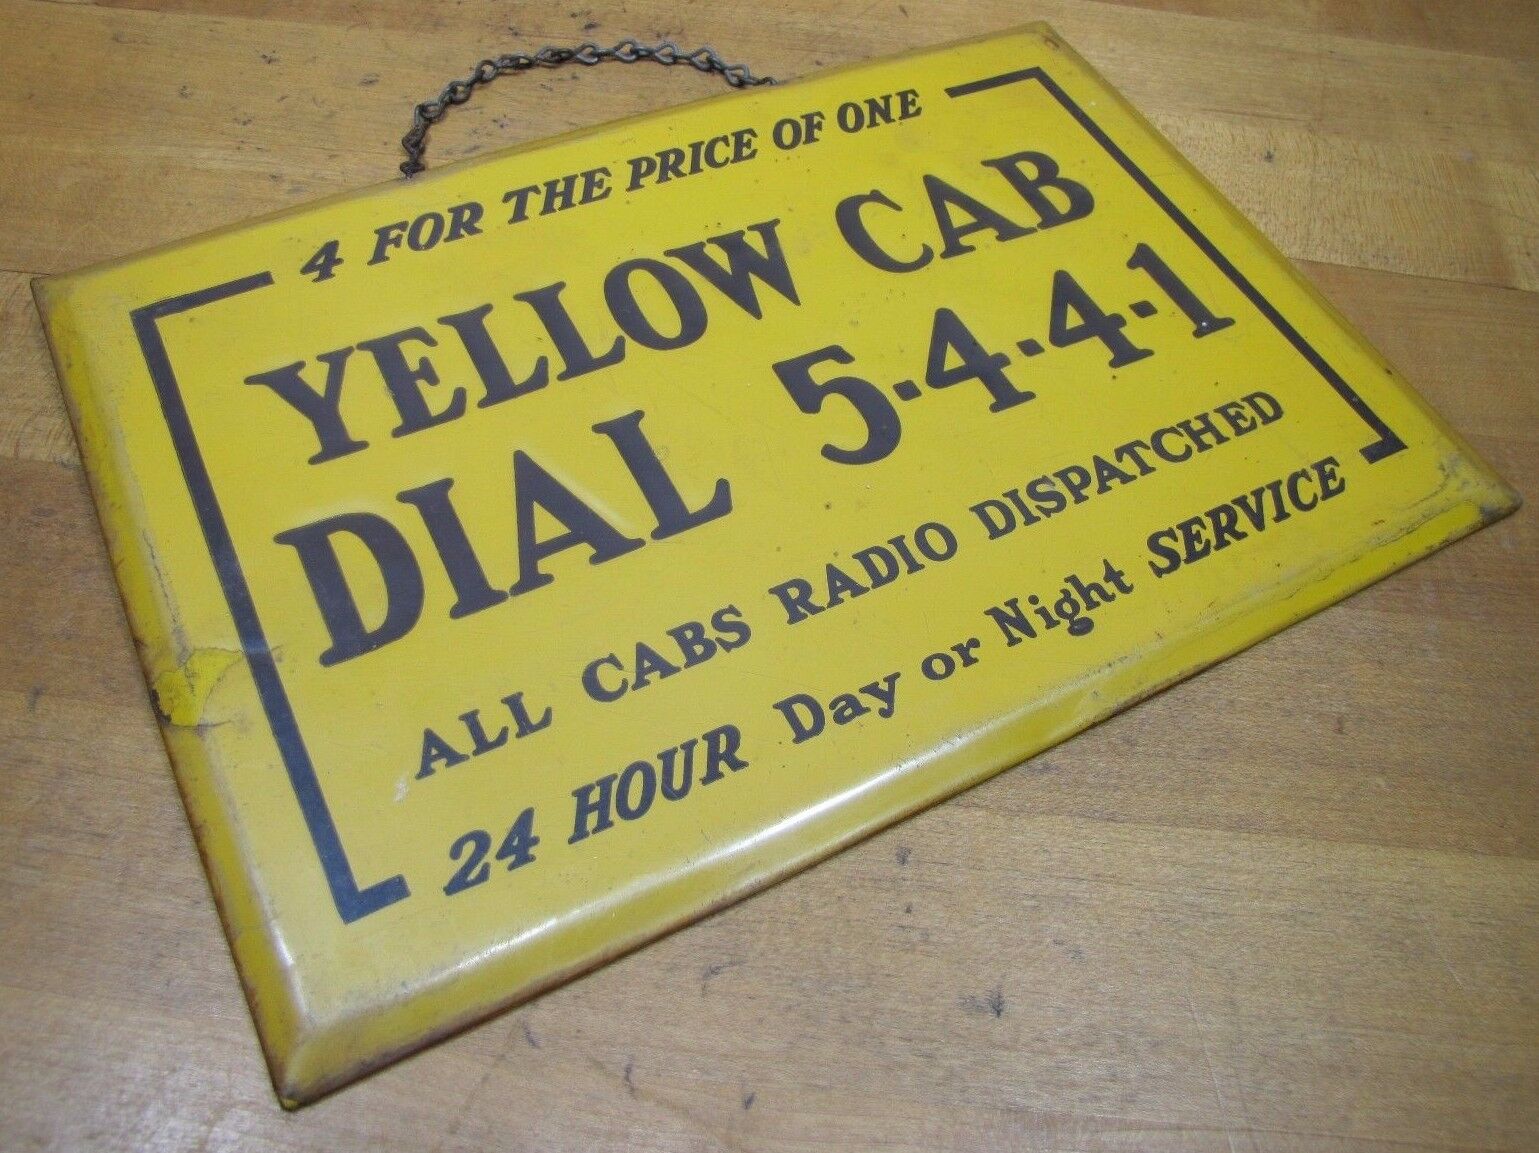 4 FOR THE PRICE OF ONE
YELLOW CAB
DIAL 5-4-4-1
ALL CABS RADIO DISPATCHED
24 HOUR Day or Night SERVICE